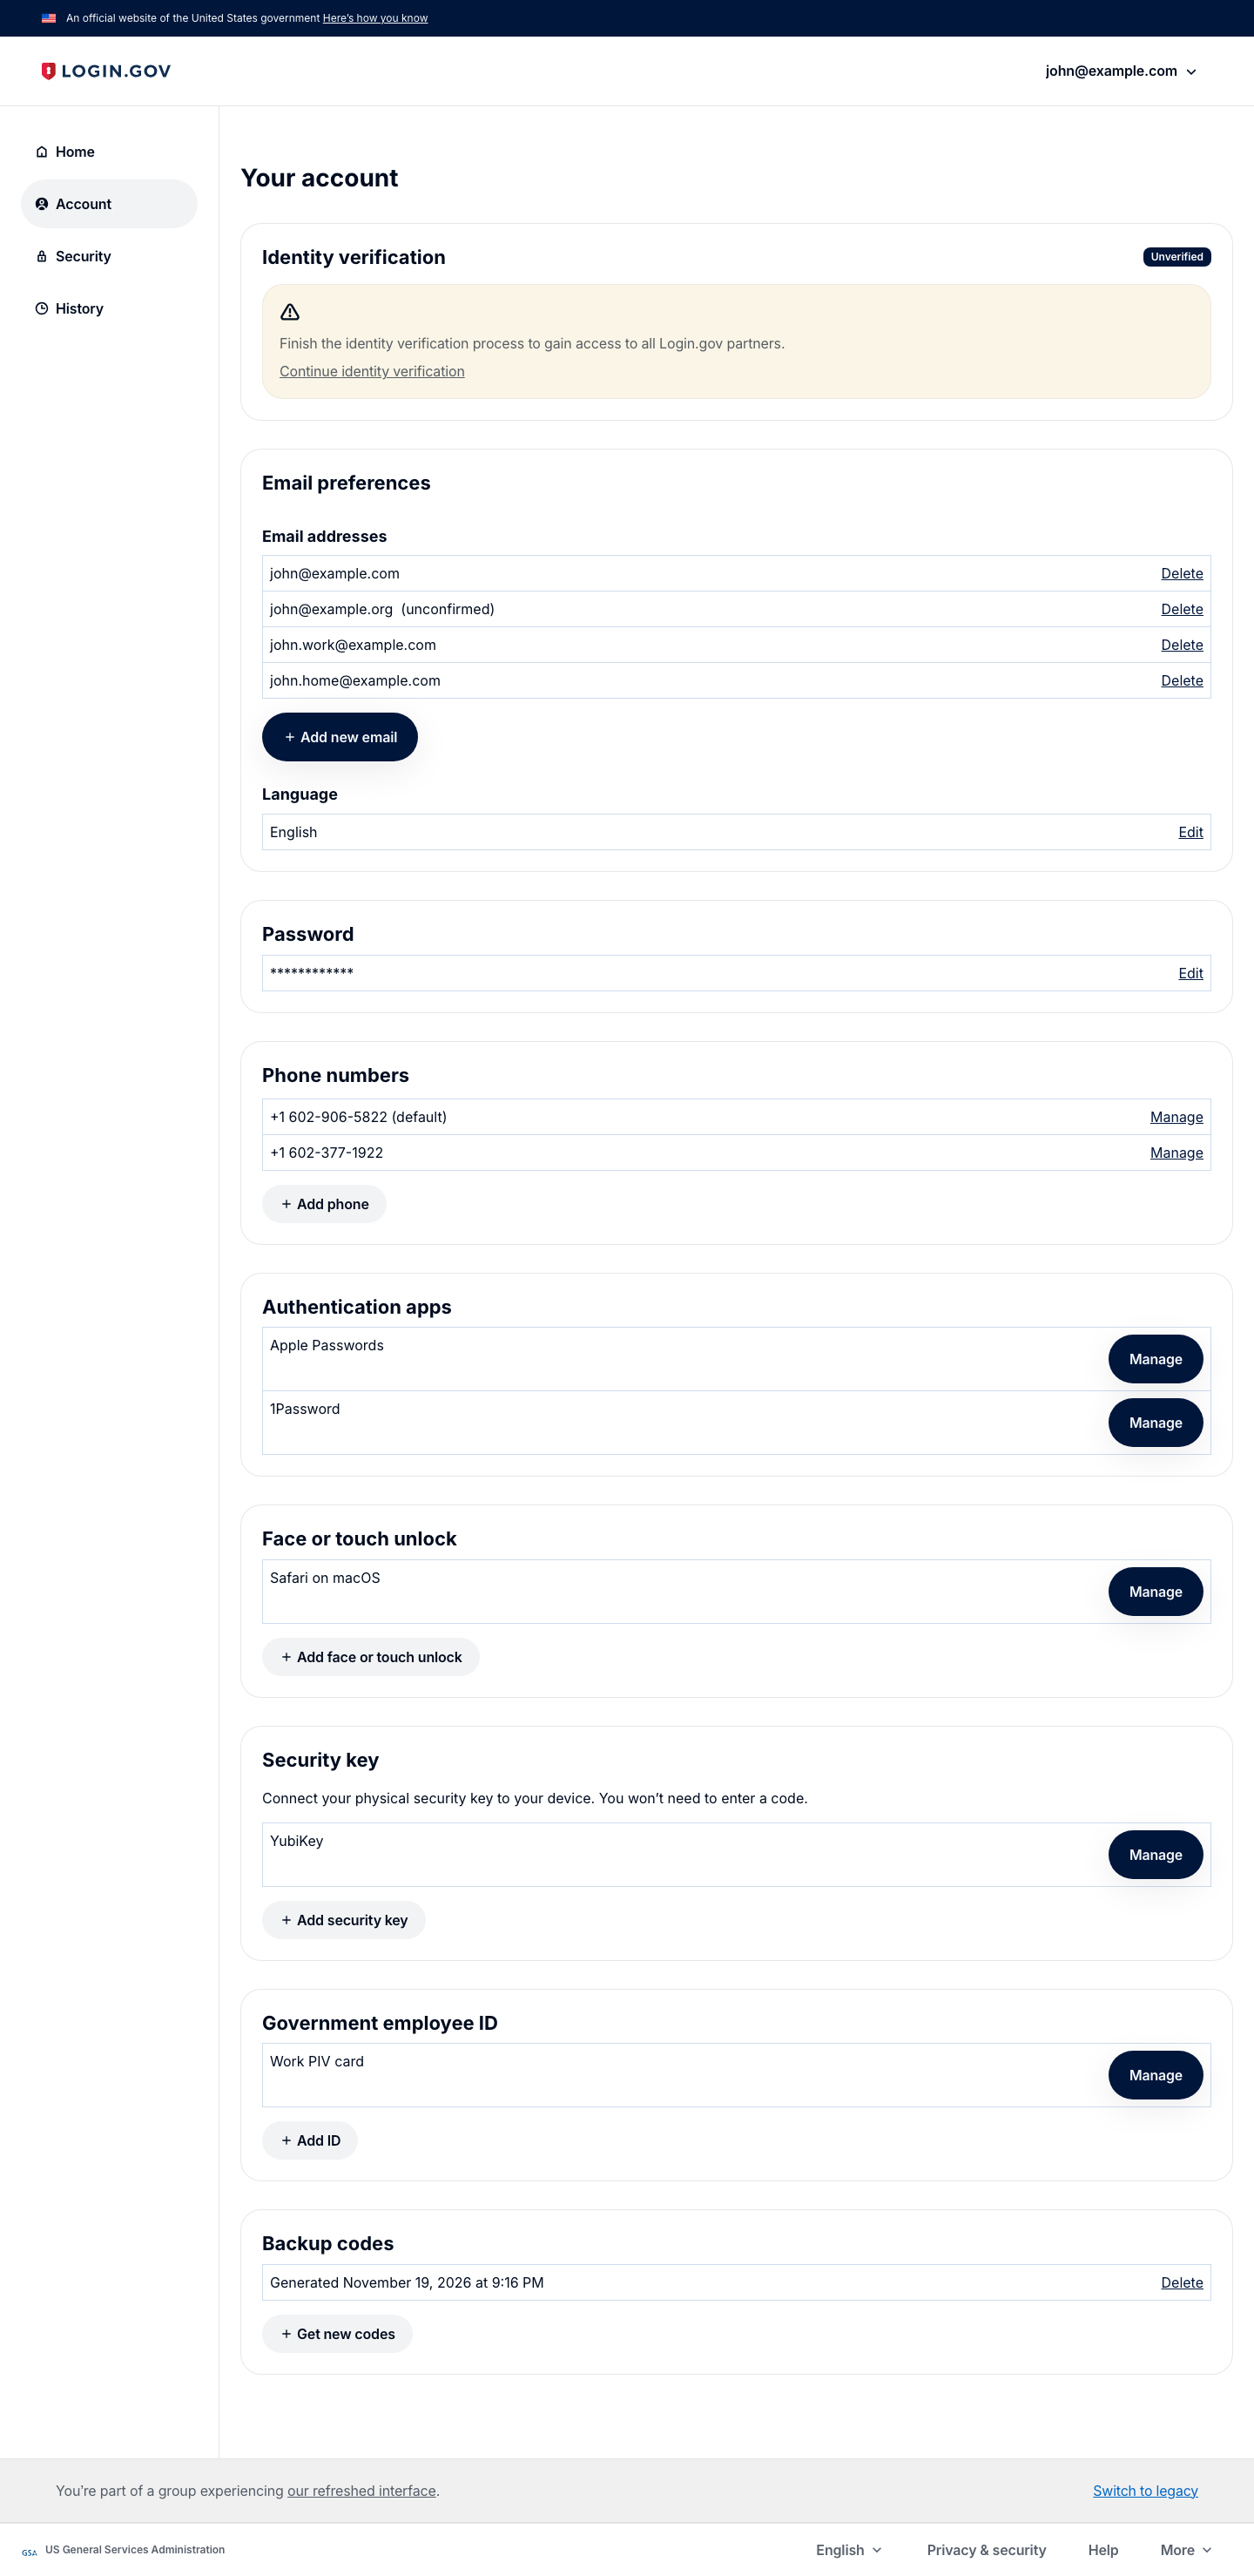 An official website of the United States government Here’s how you know
LOGIN.GOV
john@example.com
Home
Account
Security
History
Your account
Identity verification
Unverified
Finish the identity verification process to gain access to all Login.gov partners.
Continue identity verification
Email preferences
Email addresses
john@example.com Delete
john@example.org (unconfirmed) Delete
john.work@example.com Delete
john.home@example.com Delete
+ Add new email
Language
English Edit
Password
************ Edit
Phone numbers
+1 602-906-5822 (default) Manage
+1 602-377-1922 Manage
+ Add phone
Authentication apps
Apple Passwords Manage
1Password Manage
Face or touch unlock
Safari on macOS Manage
+ Add face or touch unlock
Security key
Connect your physical security key to your device. You won’t need to enter a code.
YubiKey Manage
+ Add security key
Government employee ID
Work PIV card Manage
+ Add ID
Backup codes
Generated November 19, 2026 at 9:16 PM Delete
+ Get new codes
You’re part of a group experiencing our refreshed interface. Switch to legacy
GSA US General Services Administration English Privacy & security Help More